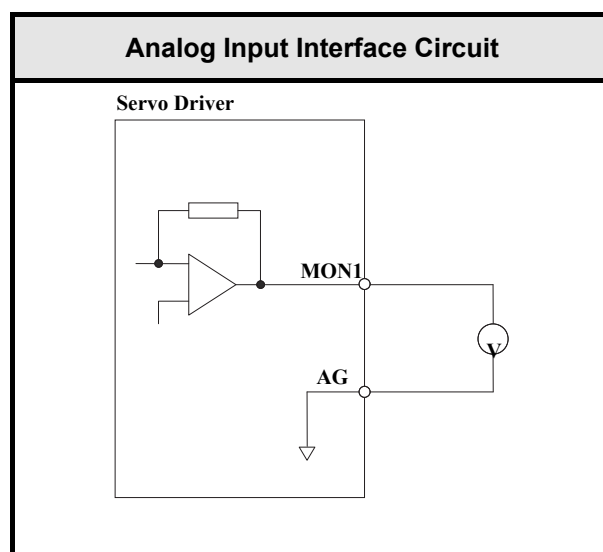 Analog Input Interface Circuit
Servo Driver
MON1
V
AG